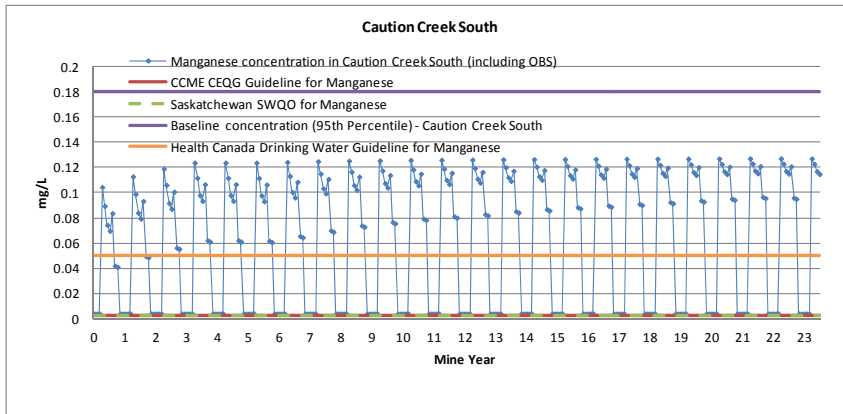 Caution Creek South
Manganese concentration in Caution Creek South (including OBS)
0.2
CCME CEQG Guideline for Manganese
0.18
Saskatchewan SWQO for Manganese
0.16
Baseline concentration (95th Percentile) - Caution Creek South
0.14
Health Canada Drinking Water Guideline for Manganese
0.12
0.1
mg/L
0.08
0.06
0.04
0.02
0
0 1 2 3 4 5 6 7 8 9 10 11 12 13 14 15 16 17 18 19 20 21 22 23
Mine Year